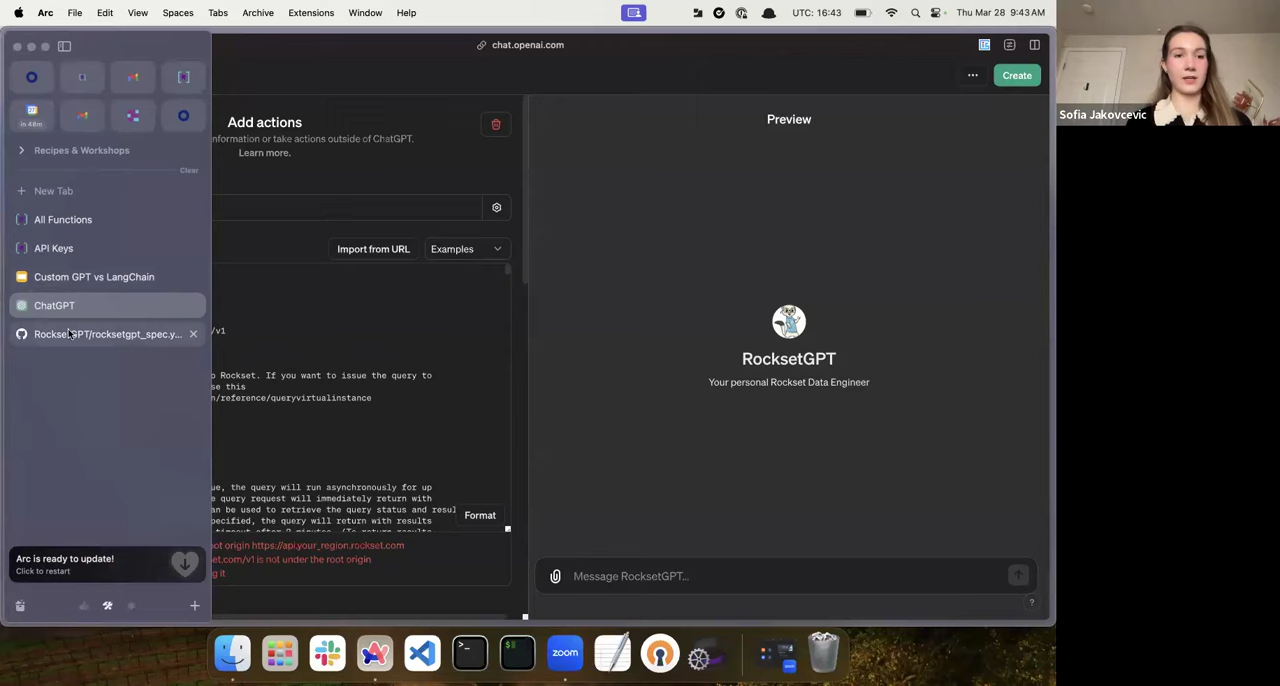 Arc File Edit View Spaces Tabs Archive Extensions Window Help
UTC: 16:43
Thu Mar 28 9:43 AM
chat.openai.com
Create
27
in 48m
Recipes & Workshops
Clear
New Tab
All Functions
API Keys
Custom GPT vs LangChain
ChatGPT
RocksetGPT/rocksetgpt_spec.y...
Arc is ready to update!
Click to restart
Add actions
nformation or take actions outside of ChatGPT.
Learn more.
Import from URL
Examples
/v1
o Rockset. If you want to issue the query to
se this
n/reference/queryvirtualinstance
ue, the query will run asynchronously for up
e query request will immediately return with
can be used to retrieve the query status and resul
specified, the query will return with results
Format
oot origin https://api.your_region.rockset.com
set.com/v1 is not under the root origin
g it
Preview
RocksetGPT
Your personal Rockset Data Engineer
Message RocksetGPT...
?
zoom
Sofia Jakovcevic